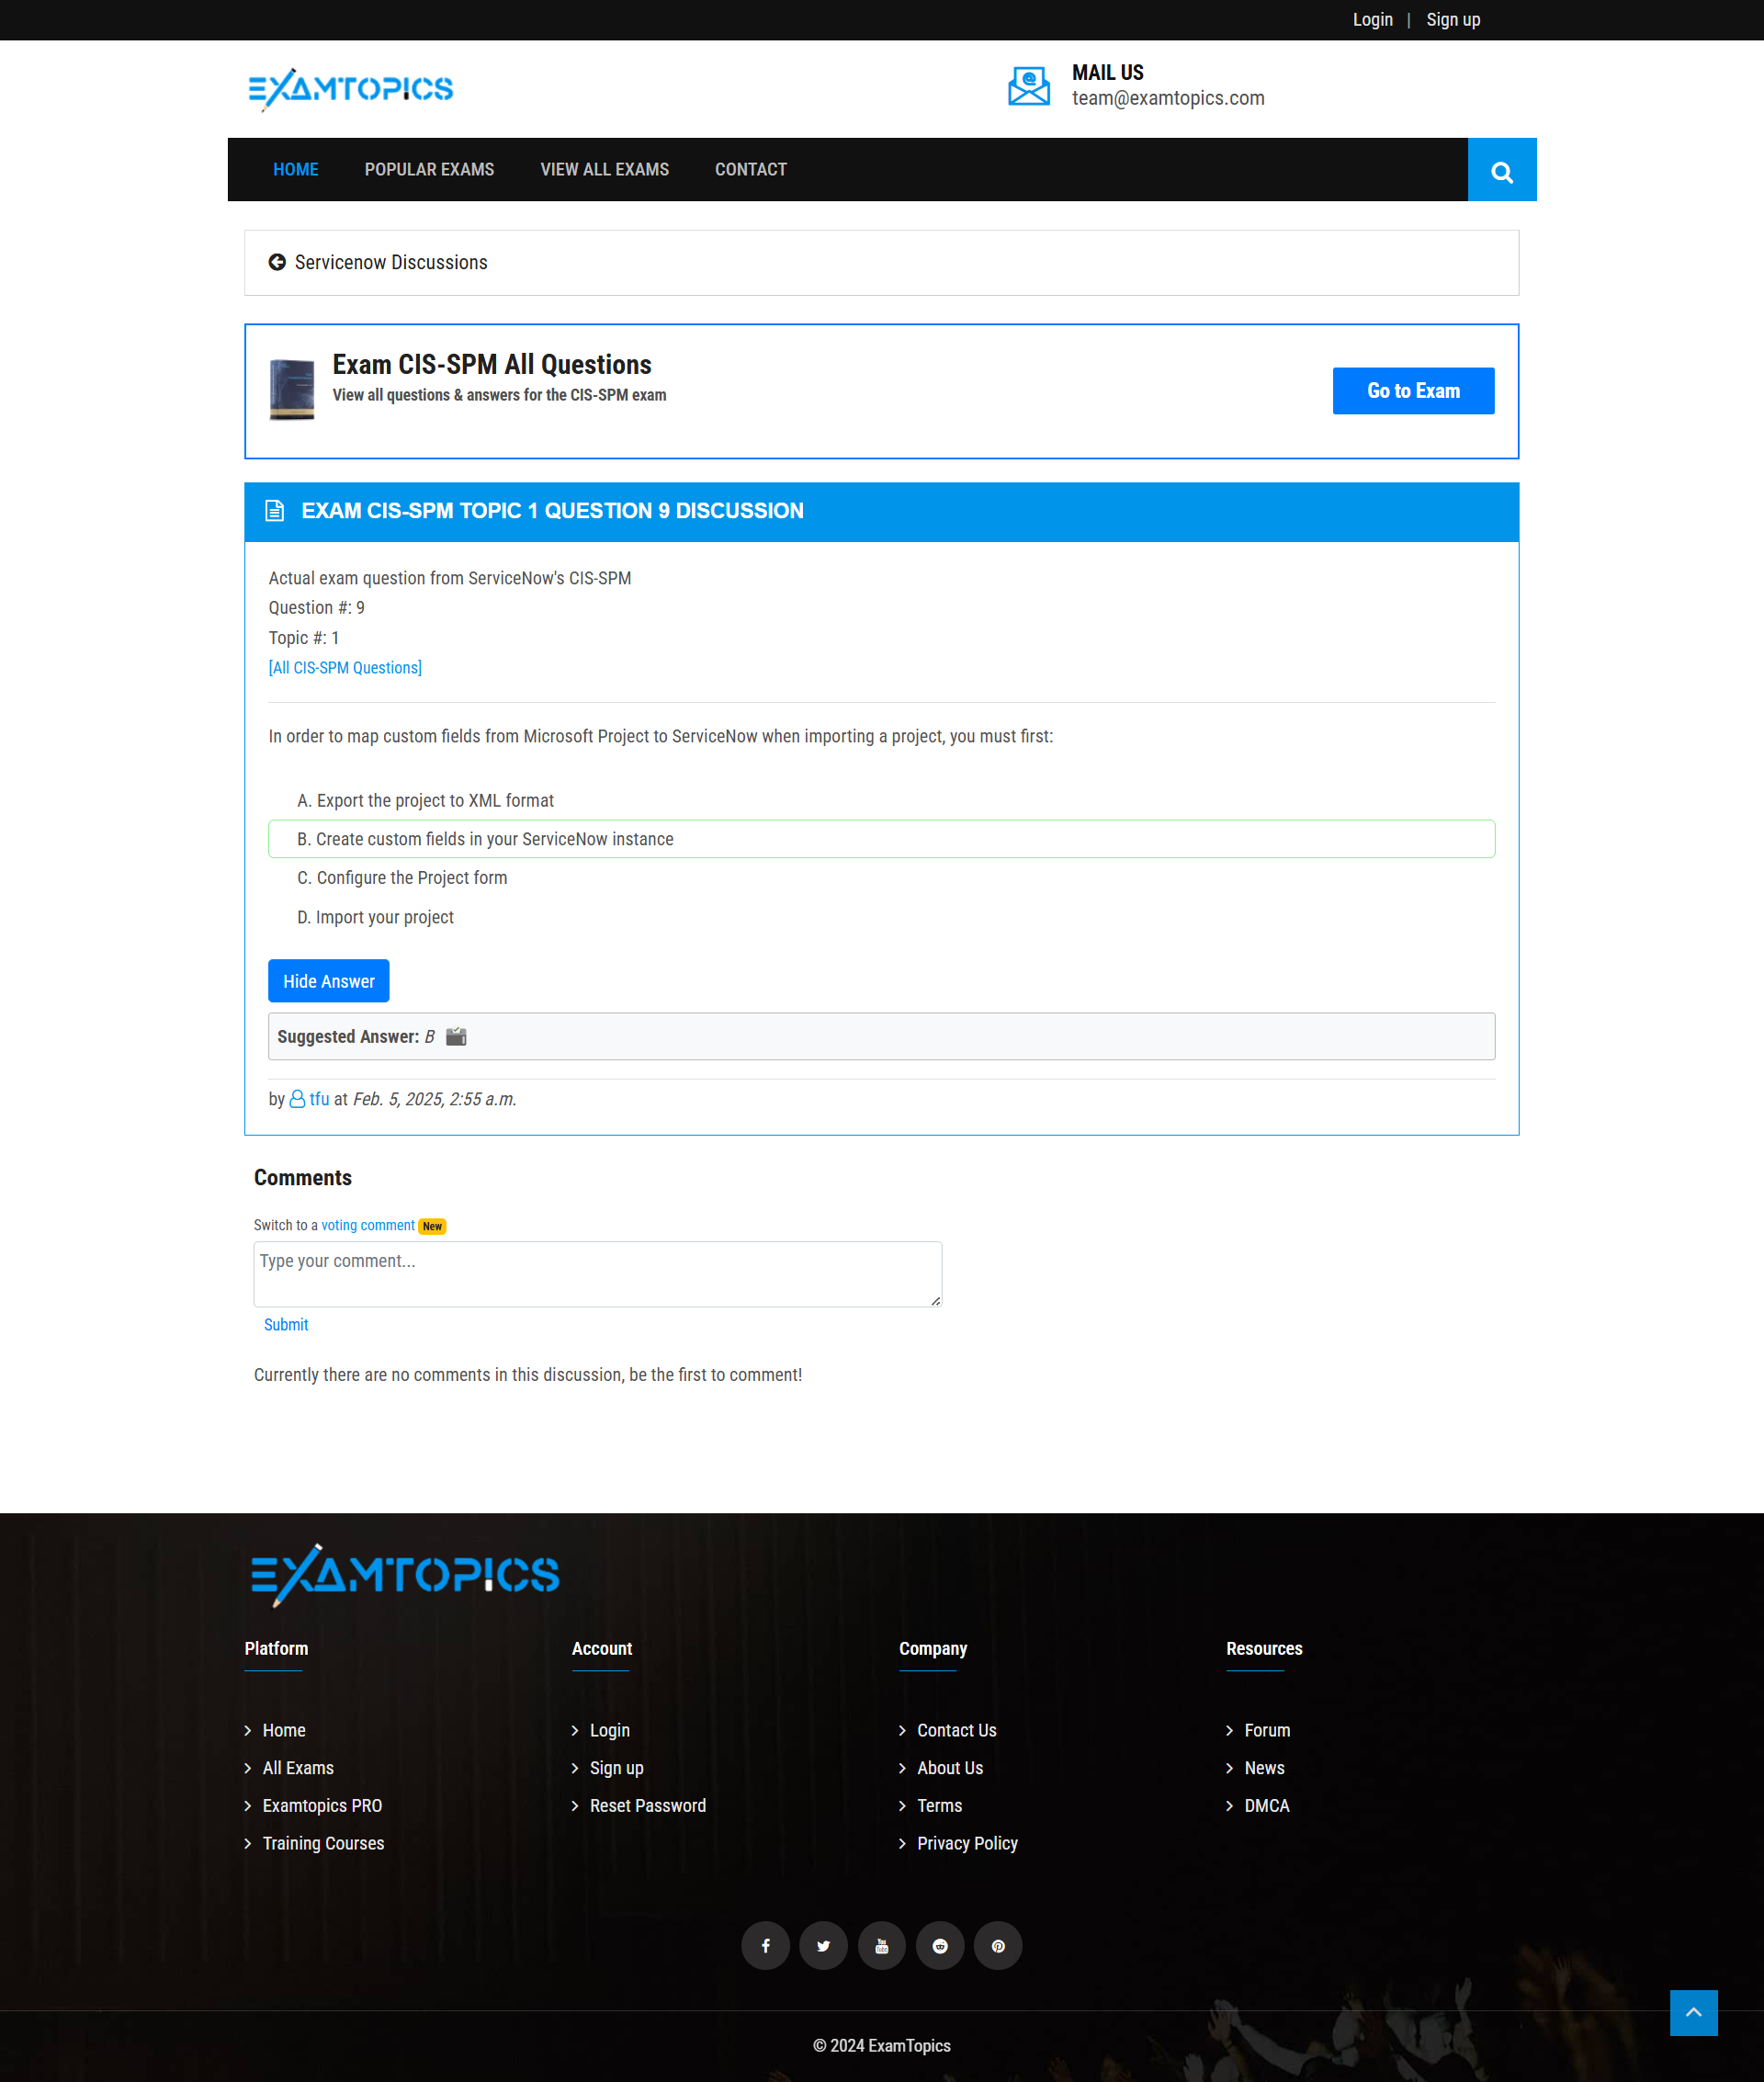 Login | Sign up
EXAMTOPICS
MAIL US
team@examtopics.com
HOME POPULAR EXAMS VIEW ALL EXAMS CONTACT
Servicenow Discussions
Exam CIS-SPM All Questions
View all questions & answers for the CIS-SPM exam
Go to Exam
EXAM CIS-SPM TOPIC 1 QUESTION 9 DISCUSSION
Actual exam question from ServiceNow's CIS-SPM
Question #: 9
Topic #: 1
[All CIS-SPM Questions]
In order to map custom fields from Microsoft Project to ServiceNow when importing a project, you must first:
A. Export the project to XML format
B. Create custom fields in your ServiceNow instance
C. Configure the Project form
D. Import your project
Hide Answer
Suggested Answer: B
by tfu at Feb. 5, 2025, 2:55 a.m.
Comments
Switch to a voting comment New
Type your comment...
Submit
Currently there are no comments in this discussion, be the first to comment!
EXAMTOPICS
Platform
Home
All Exams
Examtopics PRO
Training Courses
Account
Login
Sign up
Reset Password
Company
Contact Us
About Us
Terms
Privacy Policy
Resources
Forum
News
DMCA
© 2024 ExamTopics